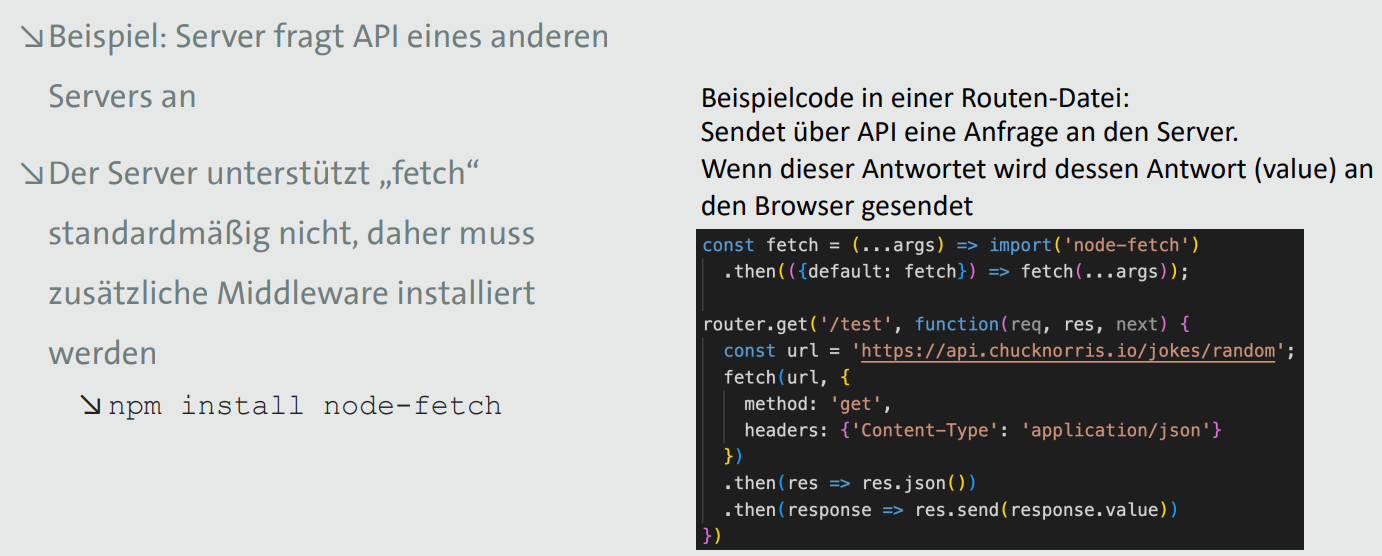 ↘Beispiel: Server fragt API eines anderen
Servers an
↘Der Server unterstützt „fetch“
standardmäßig nicht, daher muss
zusätzliche Middleware installiert
werden
↘npm install node-fetch
Beispielcode in einer Routen-Datei:
Sendet über API eine Anfrage an den Server.
Wenn dieser Antwortet wird dessen Antwort (value) an
den Browser gesendet
const fetch = (...args) => import('node-fetch')
  .then(({default: fetch}) => fetch(...args));
router.get('/test', function(req, res, next) {
  const url = 'https://api.chucknorris.io/jokes/random';
  fetch(url, {
    method: 'get',
    headers: {'Content-Type': 'application/json'}
  })
  .then(res => res.json())
  .then(response => res.send(response.value))
})